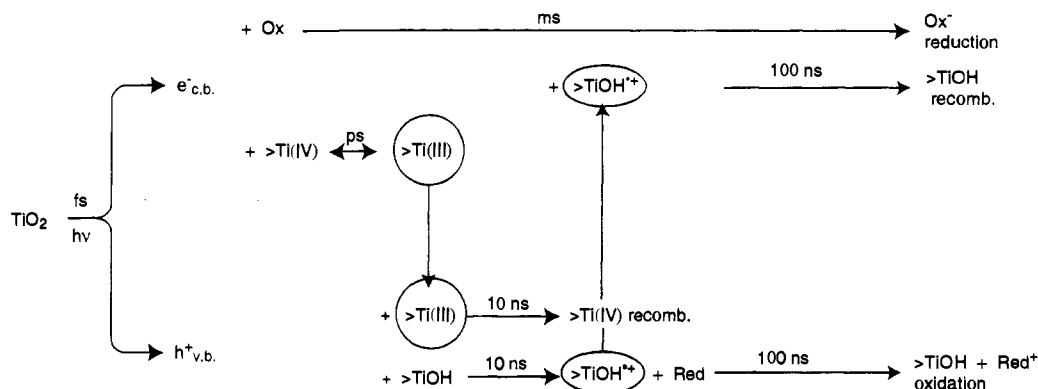 + Ox ms Ox⁻
reduction
e⁻c.b. + >TiOH•+ 100 ns >TiOH
recomb.
+ >Ti(IV) ps >Ti(III)
TiO₂ fs
hν
+ >Ti(III) 10 ns >Ti(IV) recomb.
h⁺v.b.
+ >TiOH 10 ns >TiOH•+ + Red 100 ns >TiOH + Red⁺
oxidation